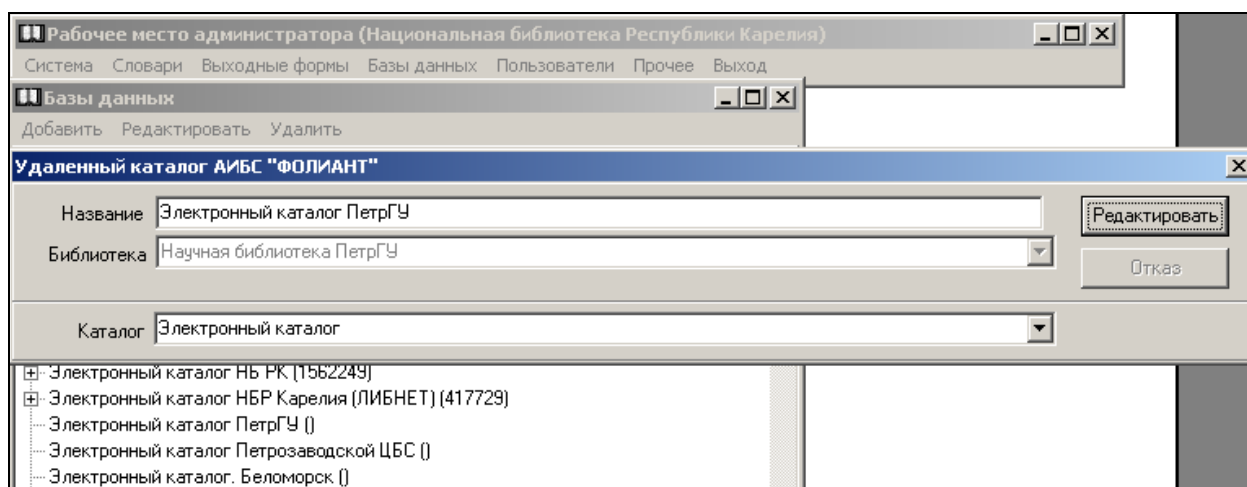 Рабочее место администратора (Национальная библиотека Республики Карелия)
Система Словари Выходные формы Базы данных Пользователи Прочее Выход
Базы данных
Добавить Редактировать Удалить
Удаленный каталог АИБС "ФОЛИАНТ"
Название Электронный каталог ПетрГУ Редактировать
Библиотека Научная библиотека ПетрГУ
Отказ
Каталог Электронный каталог
Электронный каталог НБ РК (1562249)
Электронный каталог НБР Карелия (ЛИБНЕТ) (417729)
Электронный каталог ПетрГУ ()
Электронный каталог Петрозаводской ЦБС ()
Электронный каталог. Беломорск ()